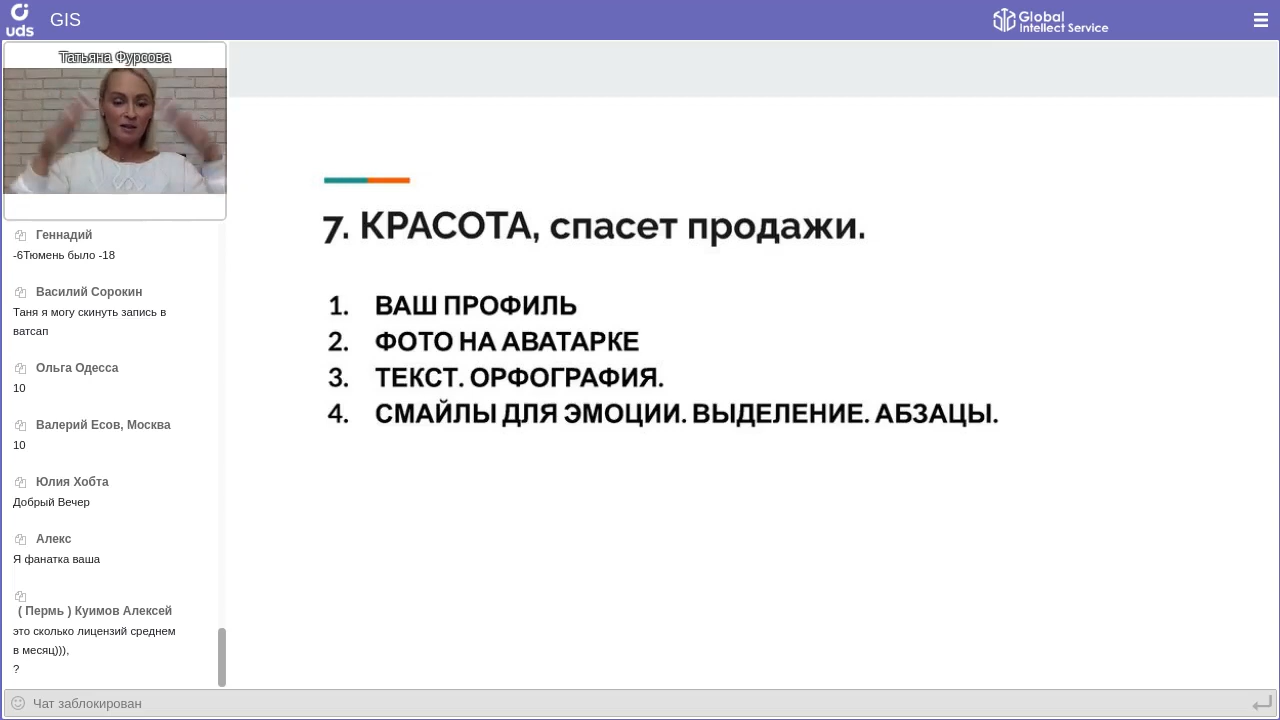 uds
GIS
Global
Intellect Service
Татьяна Фурсова
Геннадий
-6Тюмень было -18
Василий Сорокин
Таня я могу скинуть запись в
ватсап
Ольга Одесса
10
Валерий Есов, Москва
10
Юлия Хобта
Добрый Вечер
Алекс
Я фанатка ваша
( Пермь ) Куимов Алексей
это сколько лицензий среднем
в месяц))),
?
7. КРАСОТА, спасет продажи.
1. ВАШ ПРОФИЛЬ
2. ФОТО НА АВАТАРКЕ
3. ТЕКСТ. ОРФОГРАФИЯ.
4. СМАЙЛЫ ДЛЯ ЭМОЦИИ. ВЫДЕЛЕНИЕ. АБЗАЦЫ.
Чат заблокирован